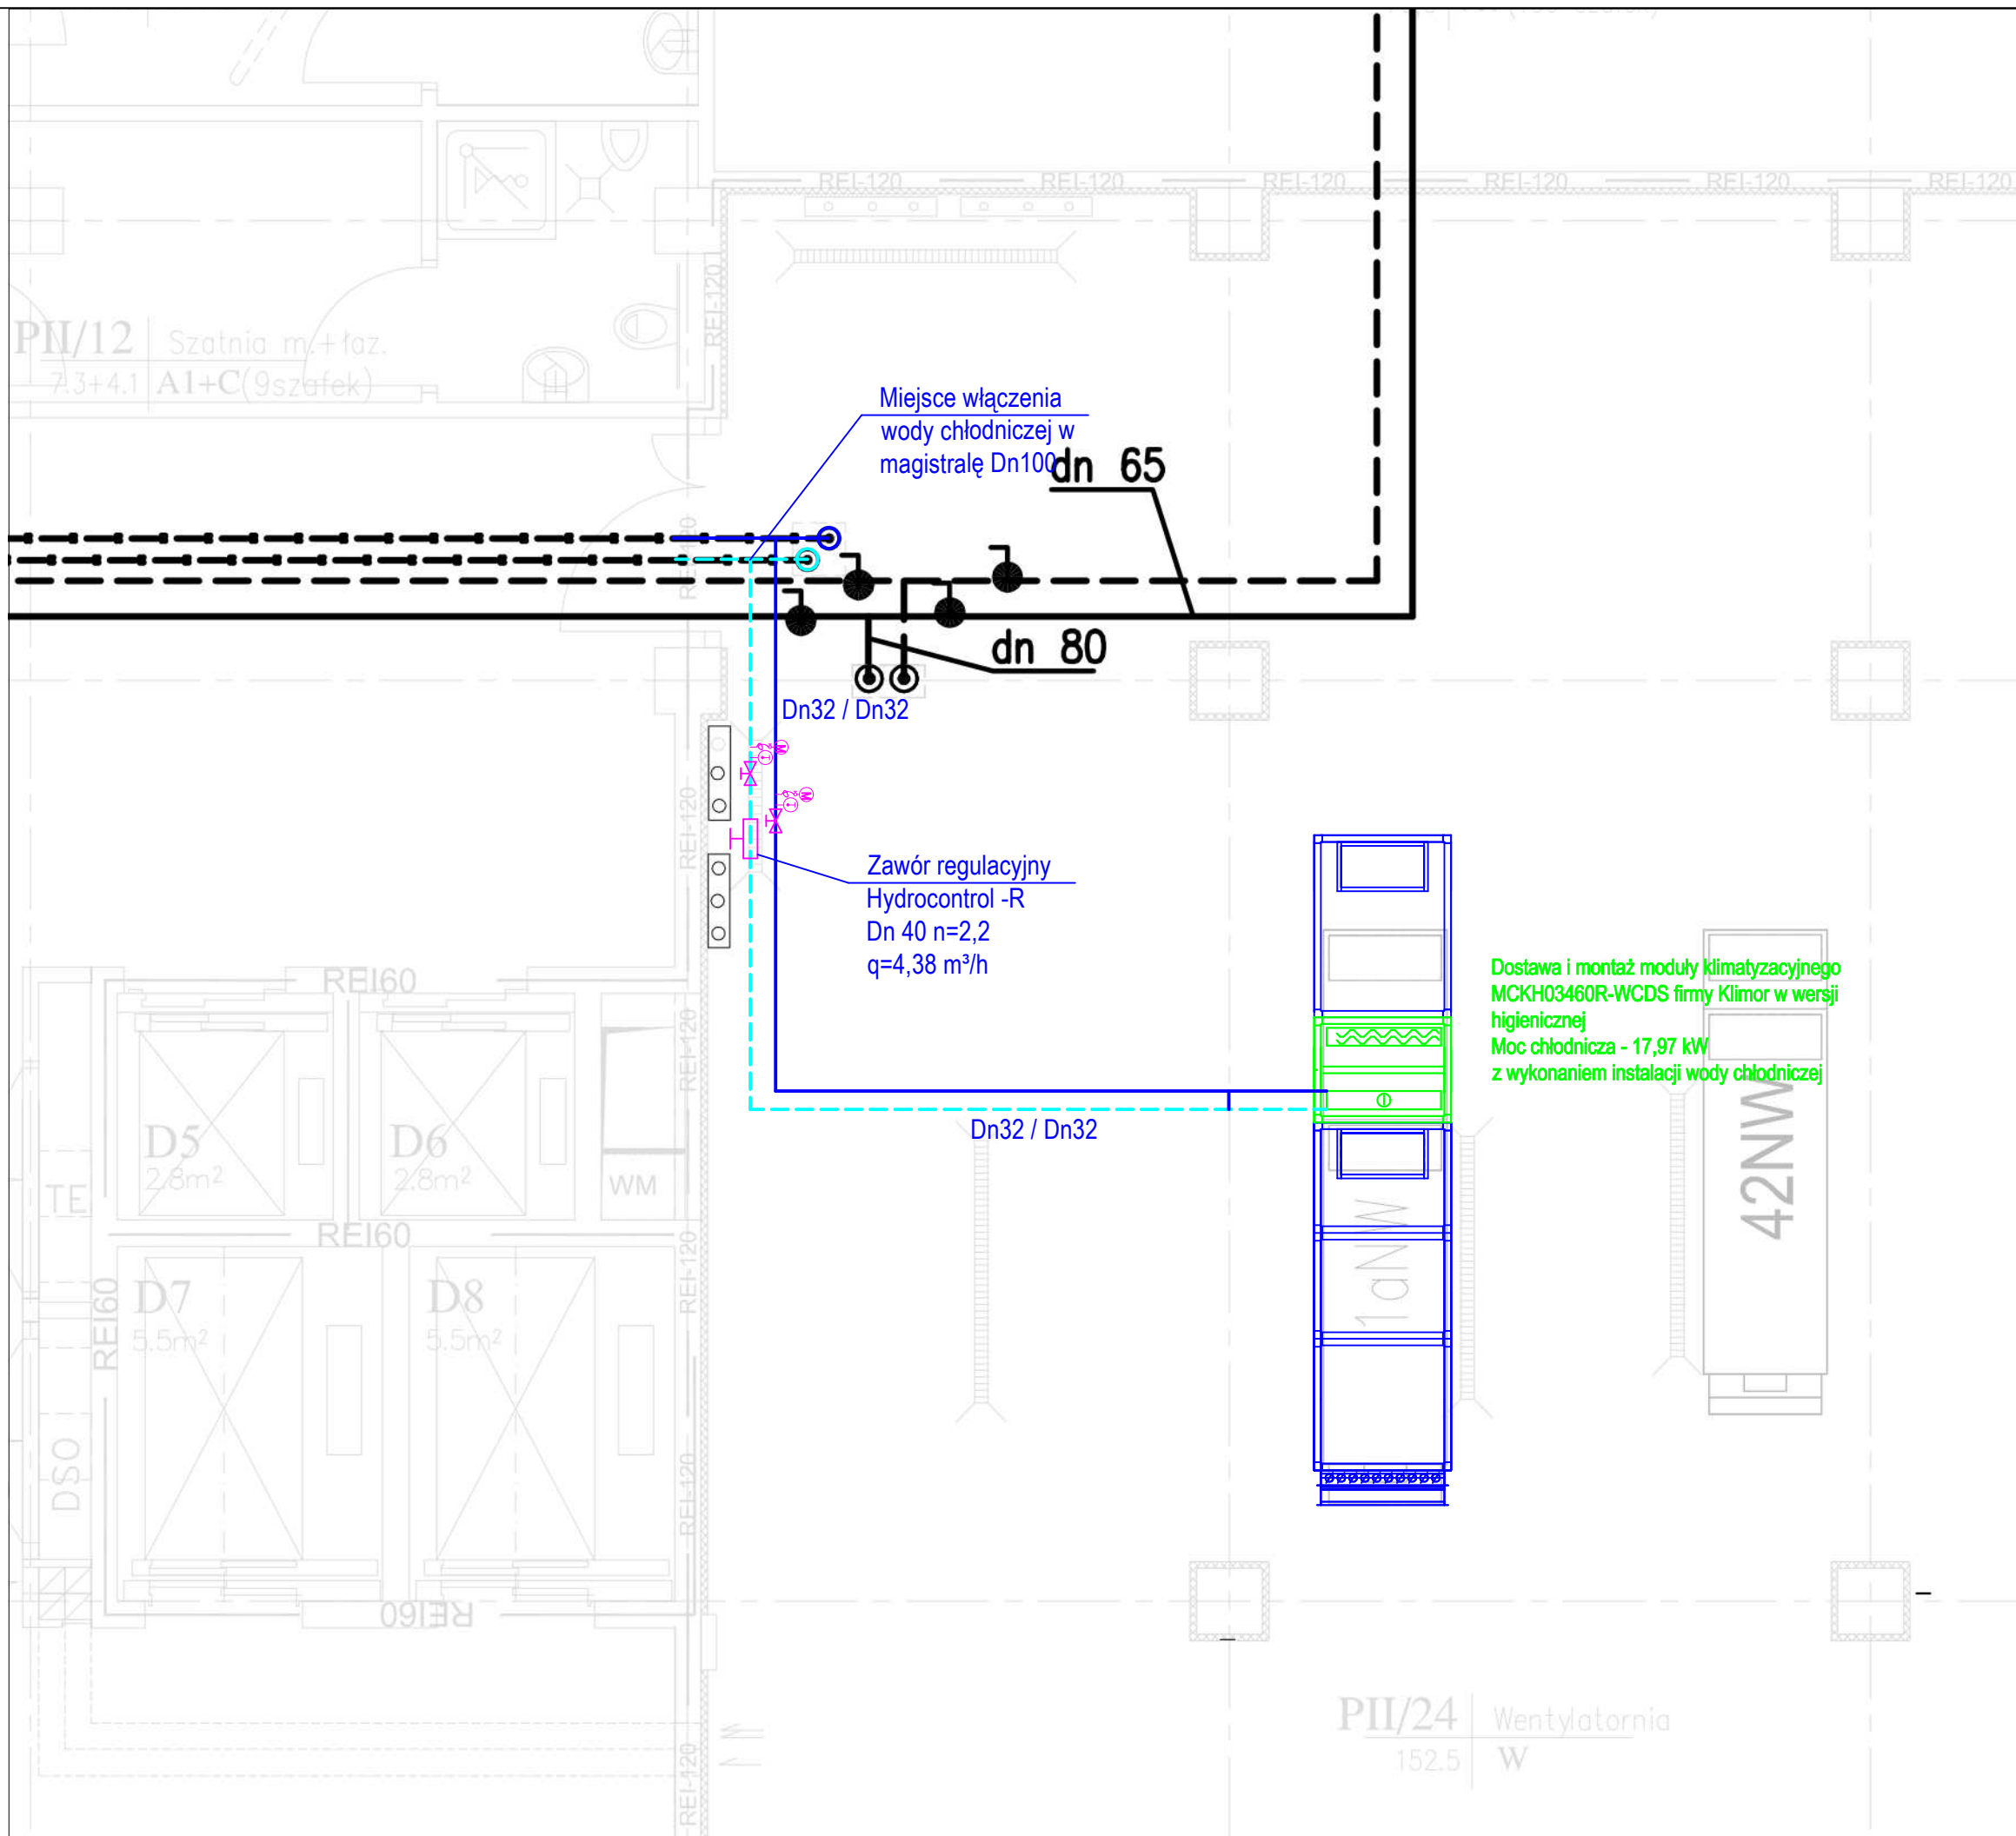 REI-120
REI-120
REI-120
REI-120
REI-120
REI-120
REI-120
PII/12
Szatnia m.+łaz.
7.3+4.1
A1+C(9szafek)
Miejsce włączenia
wody chłodniczej w
magistralę Dn100
dn 65
REI-120
dn 80
Dn32 / Dn32
M
M
REI-120
Zawór regulacyjny
Hydrocontrol -R
Dn 40 n=2,2
q=4,38 m³/h
REI60
REI-120
Dostawa i montaż moduły klimatyzacyjnego
MCKH03460R-WCDS firmy Klimor w wersji
higienicznej
Moc chłodnicza - 17,97 kW
z wykonaniem instalacji wody chłodniczej
Dn32 / Dn32
D5
2.8m²
D6
2.8m²
TE
WM
42NW
1aNW
REI60
REI-120
REI60
D7
5.5m²
D8
5.5m²
DSO
REI-120
REI60
PII/24
Wentylatornia
152.5
W
REI-120